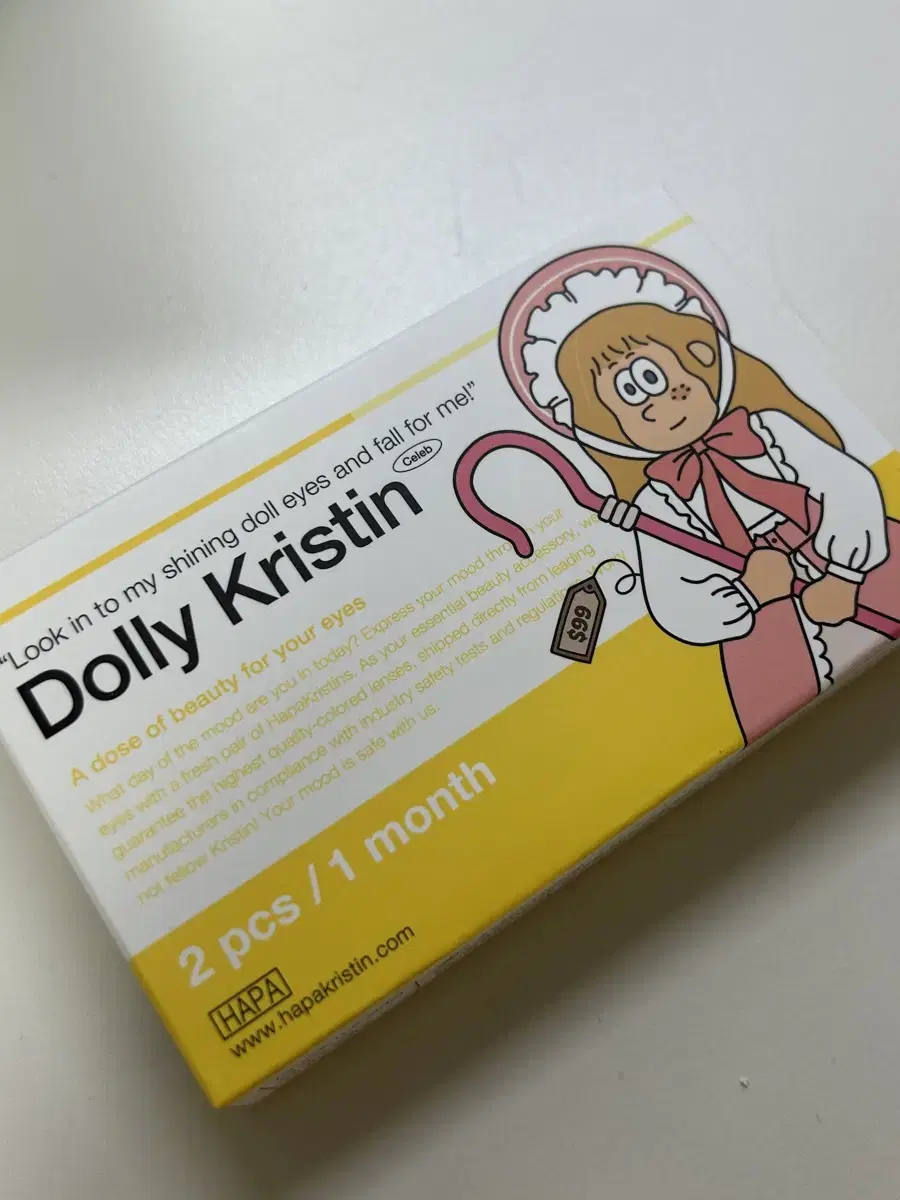 "Look in to my shining doll eyes and fall for me!"
Dolly Kristin
Celeb
A dose of beauty for your eyes
What day of the mood are you in today? Express your mood through your
eyes with a fresh pair of HapaKristins. As your essential beauty accessory, we
guarantee the highest quality-colored lenses, shipped directly from leading
manufacturers in compliance with industry safety tests and regulations.
not fellow Kristin! Your mood is safe with us.
$99
2 pcs / 1 month
HAPA
www.hapakristin.com